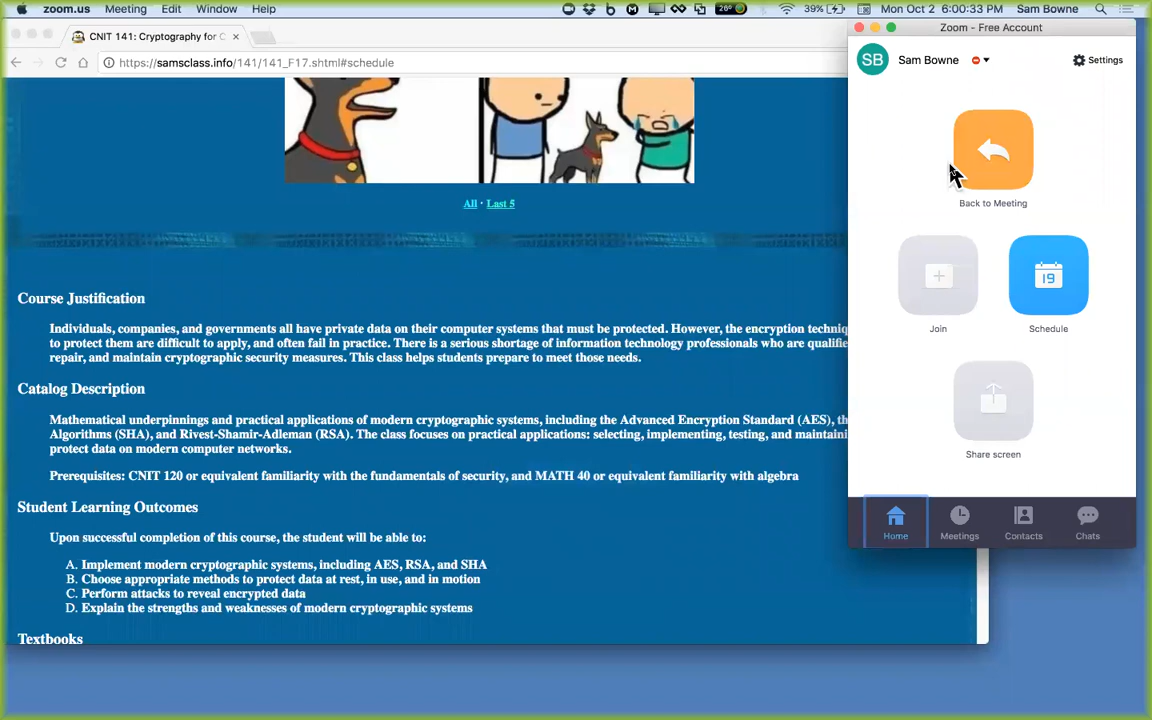 zoom.us Meeting Edit Window Help 26° 39% Mon Oct 2 6:00:33 PM Sam Bowne
CNIT 141: Cryptography for C ×
https://samsclass.info/141/141_F17.shtml#schedule
All · Last 5
Course Justification
Individuals, companies, and governments all have private data on their computer systems that must be protected. However, the encryption techniq
to protect them are difficult to apply, and often fail in practice. There is a serious shortage of information technology professionals who are qualifie
repair, and maintain cryptographic security measures. This class helps students prepare to meet those needs.
Catalog Description
Mathematical underpinnings and practical applications of modern cryptographic systems, including the Advanced Encryption Standard (AES), th
Algorithms (SHA), and Rivest-Shamir-Adleman (RSA). The class focuses on practical applications: selecting, implementing, testing, and maintaini
protect data on modern computer networks.
Prerequisites: CNIT 120 or equivalent familiarity with the fundamentals of security, and MATH 40 or equivalent familiarity with algebra
Student Learning Outcomes
Upon successful completion of this course, the student will be able to:
A. Implement modern cryptographic systems, including AES, RSA, and SHA
B. Choose appropriate methods to protect data at rest, in use, and in motion
C. Perform attacks to reveal encrypted data
D. Explain the strengths and weaknesses of modern cryptographic systems
Textbooks
Zoom - Free Account
SB Sam Bowne Settings
Back to Meeting
19
Join Schedule
Share screen
Home Meetings Contacts Chats